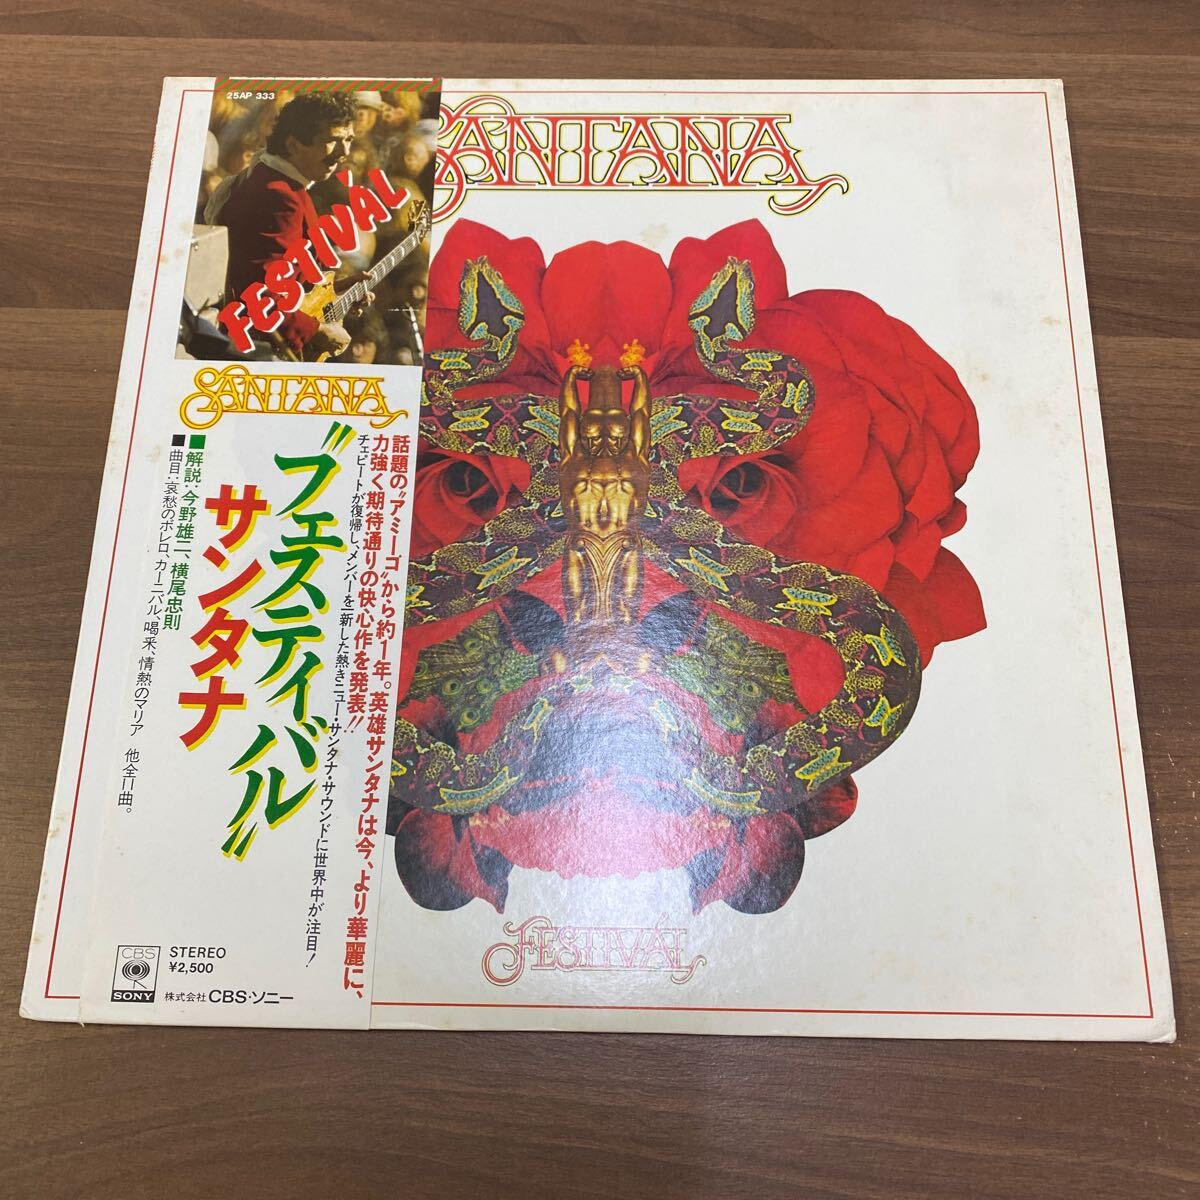 25AP 333
FESTIVÁL
SANTANA
SANTANA
話題の"アミーゴ"から約1年。英雄サンタナは今、より華麗に、
力強く期待通りの快心作を発表!!
チェピートが復帰し、メンバーを一新した熱きニュー・サンタナ・サウンドに世界中が注目!
"フェスティバル"
サンタナ
■解説:今野雄二、横尾忠則
■曲目:哀愁のボレロ、カーニバル、喝采、情熱のマリア 他全11曲。
CBS
SONY
STEREO
¥2,500
株式会社 CBS・ソニー
FESTIVÁL